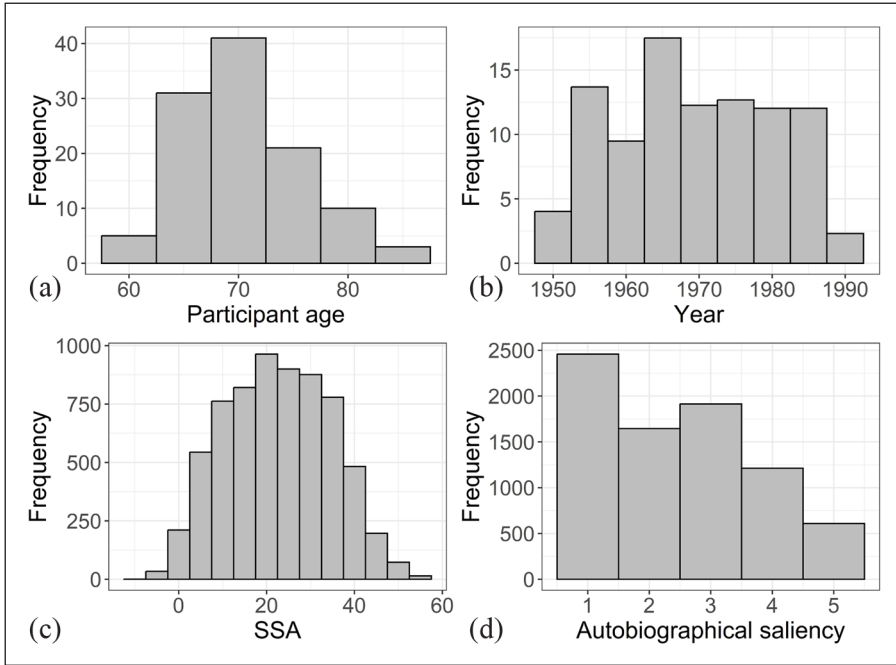 40
30
20
10
0
Frequency
60 70 80
Participant age
(a)
15
10
5
0
Frequency
1950 1960 1970 1980 1990
Year
(b)
1000
750
500
250
0
Frequency
0 20 40 60
SSA
(c)
2500
2000
1500
1000
500
0
Frequency
1 2 3 4 5
Autobiographical saliency
(d)